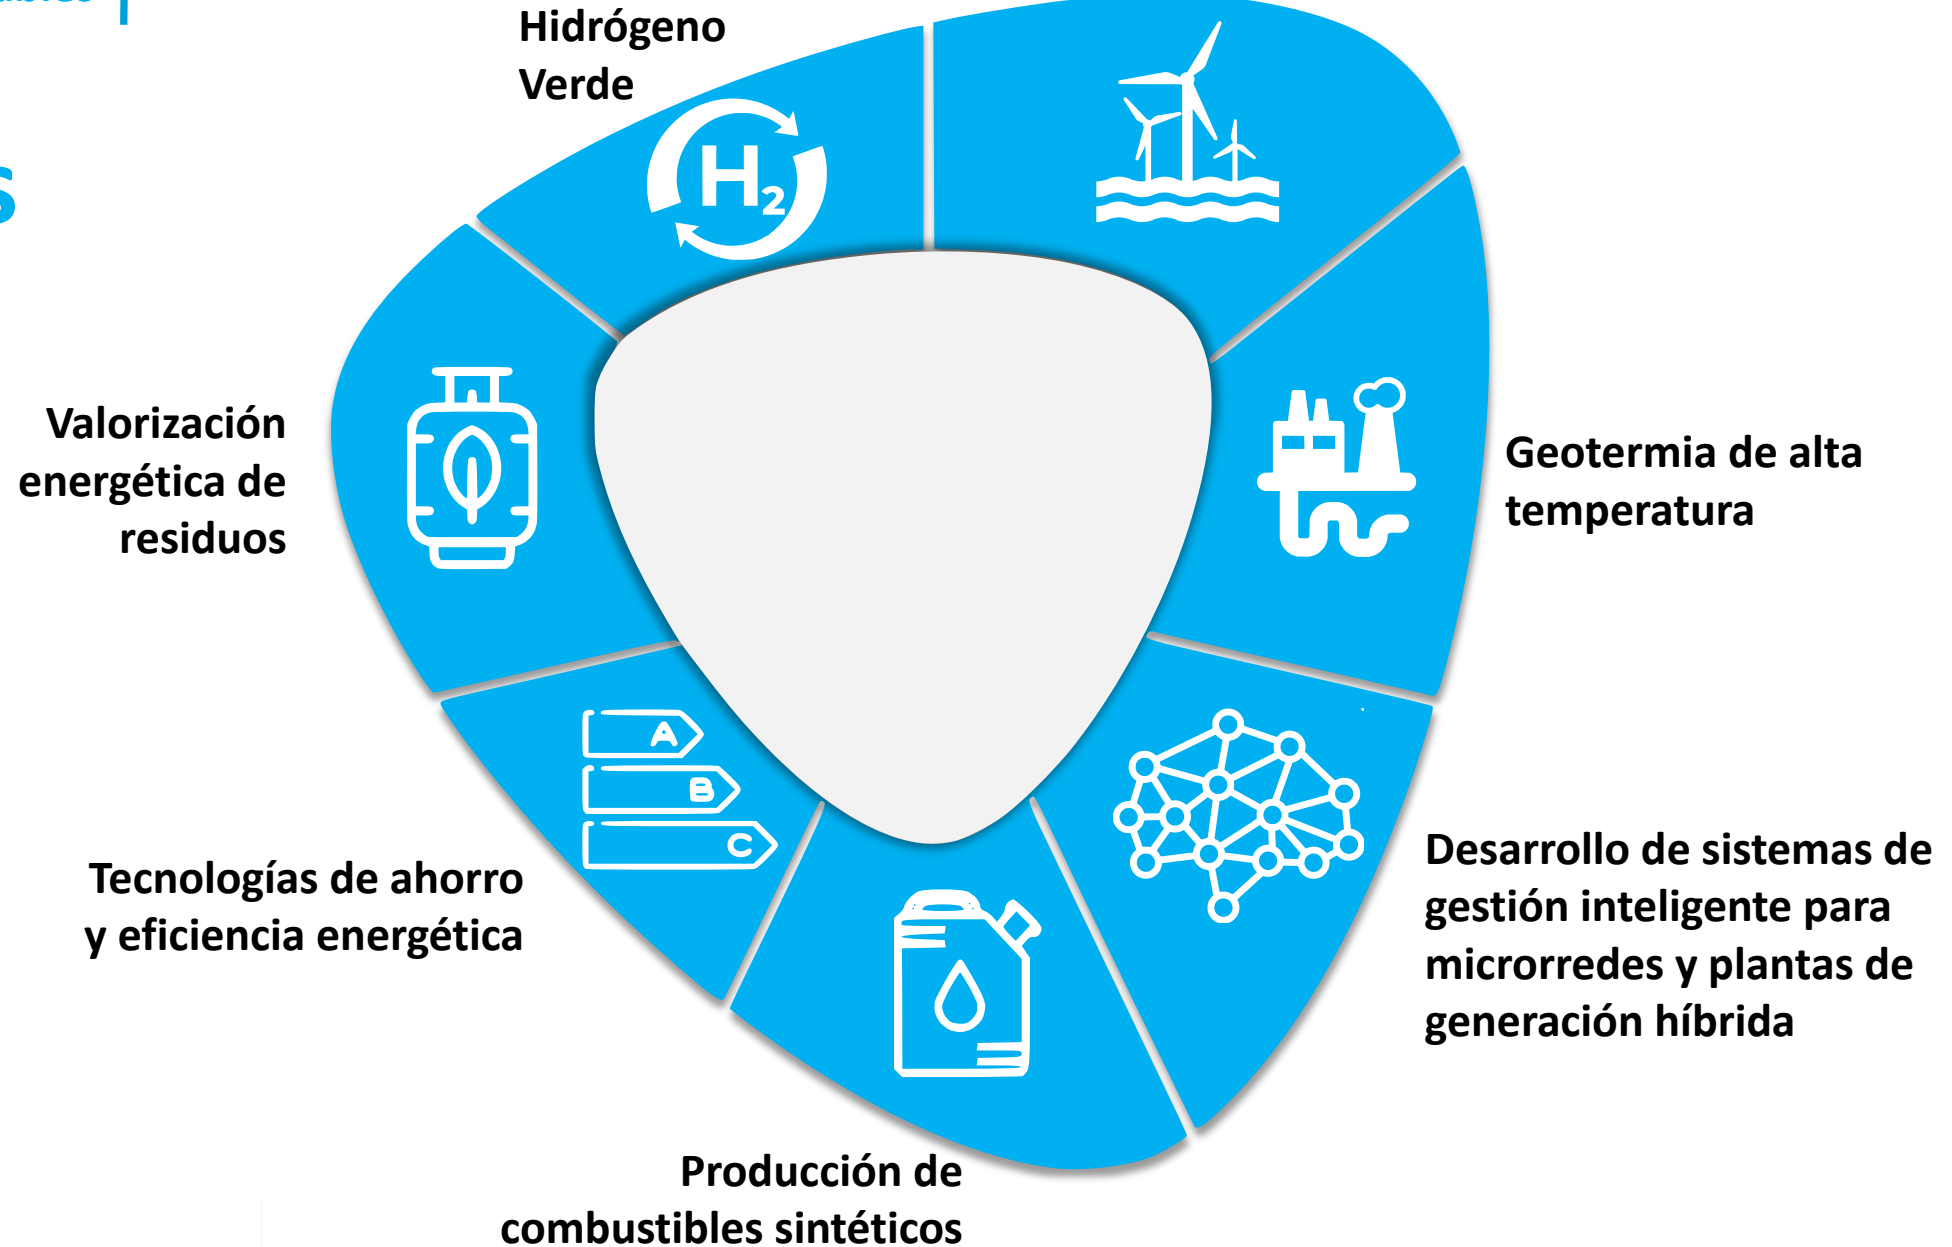 Hidrógeno
Verde
H2
Valorización
energética de
residuos
Geotermia de alta
temperatura
A
B
C
Tecnologías de ahorro
y eficiencia energética
Desarrollo de sistemas de
gestión inteligente para
microrredes y plantas de
generación híbrida
Producción de
combustibles sintéticos